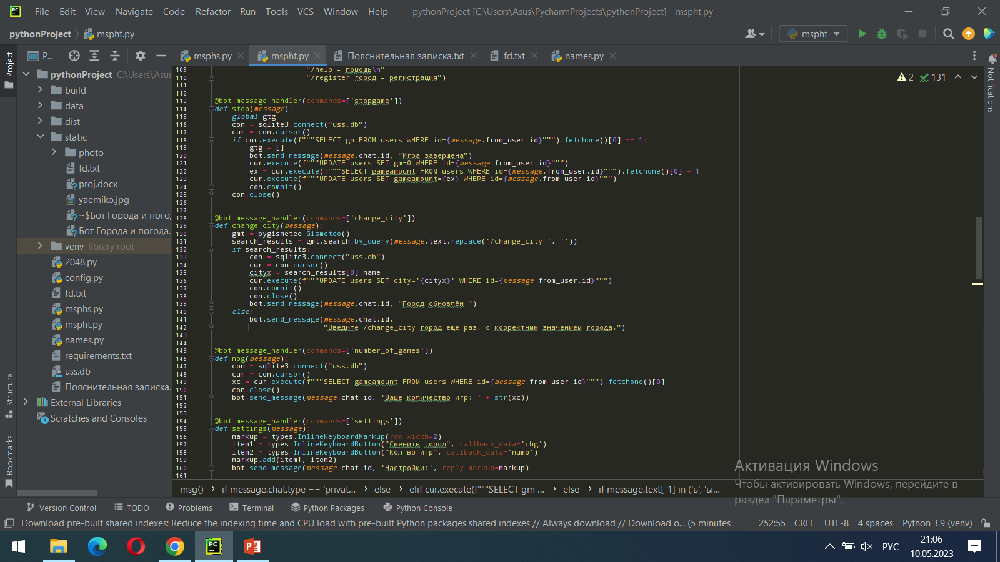 File Edit View Navigate Code Refactor Run Tools VCS Window Help pythonProject [C:\Users\Asus\PycharmProjects\pythonProject] - mspht.py
pythonProject mspht.py mspht
P... msphs.py mspht.py Пояснительная записка.txt fd.txt names.py
Project
Structure
Bookmarks
pythonProject C:\Users\Asus
build
data
dist
static
photo
fd.txt
proj.docx
yaemiko.jpg
~$Бот Города и пого,
Бот Города и погода.
venv library root
2048.py
config.py
fd.txt
msphs.py
mspht.py
names.py
requirements.txt
uss.db
Пояснительная записка.
External Libraries
Scratches and Consoles
2 131
Notifications
109 "/help - помощь\n"
110 "/register город - регистрация")
111
112
113 @bot.message_handler(commands=['stopgame'])
114 def stop(message):
115 global gtg
116 con = sqlite3.connect("uss.db")
117 cur = con.cursor()
118 if cur.execute(f"""SELECT gm FROM users WHERE id={message.from_user.id}""").fetchone()[0] == 1:
119 gtg = []
120 bot.send_message(message.chat.id, "Игра завершена")
121 cur.execute(f"""UPDATE users SET gm=0 WHERE id={message.from_user.id}""")
122 ex = cur.execute(f"""SELECT gameamount FROM users WHERE id={message.from_user.id}""").fetchone()[0] + 1
123 cur.execute(f"""UPDATE users SET gameamount={ex} WHERE id={message.from_user.id}""")
124 con.commit()
125 con.close()
126
127
128 @bot.message_handler(commands=['change_city'])
129 def change_city(message):
130 gmt = pygismeteo.Gismeteo()
131 search_results = gmt.search.by_query(message.text.replace('/change_city ', ''))
132 if search_results:
133 con = sqlite3.connect("uss.db")
134 cur = con.cursor()
135 cityx = search_results[0].name
136 cur.execute(f"""UPDATE users SET city='{cityx}' WHERE id={message.from_user.id}""")
137 con.commit()
138 con.close()
139 bot.send_message(message.chat.id, "Город обновлён.")
140 else:
141 bot.send_message(message.chat.id,
142 "Введите /change_city город ещё раз, с корректным значением города.")
143
144
145 @bot.message_handler(commands=['number_of_games'])
146 def nog(message):
147 con = sqlite3.connect("uss.db")
148 cur = con.cursor()
149 xc = cur.execute(f"""SELECT gameamount FROM users WHERE id={message.from_user.id}""").fetchone()[0]
150 con.close()
151 bot.send_message(message.chat.id, 'Ваше количество игр: ' + str(xc))
152
153
154 @bot.message_handler(commands=['settings'])
155 def settings(message):
156 markup = types.InlineKeyboardMarkup(row_width=2)
157 item1 = types.InlineKeyboardButton("Сменить город", callback_data='chg')
158 item2 = types.InlineKeyboardButton("Кол-во игр", callback_data='numb')
159 markup.add(item1, item2)
160 bot.send_message(message.chat.id, 'Настройки:', reply_markup=markup)
161
Активация Windows
Чтобы активировать Windows, перейдите в
раздел "Параметры".
msg() if message.chat.type == 'privat... else elif cur.execute(f"""SELECT gm ... else if message.text[-1] in ('ь', 'ы...
Version Control TODO Problems Terminal Python Packages Python Console
Download pre-built shared indexes: Reduce the indexing time and CPU load with pre-built Python packages shared indexes // Always download // Download o... (5 minutes 252:55 CRLF UTF-8 4 spaces Python 3.9 (venv)
РУС
21:06
10.05.2023